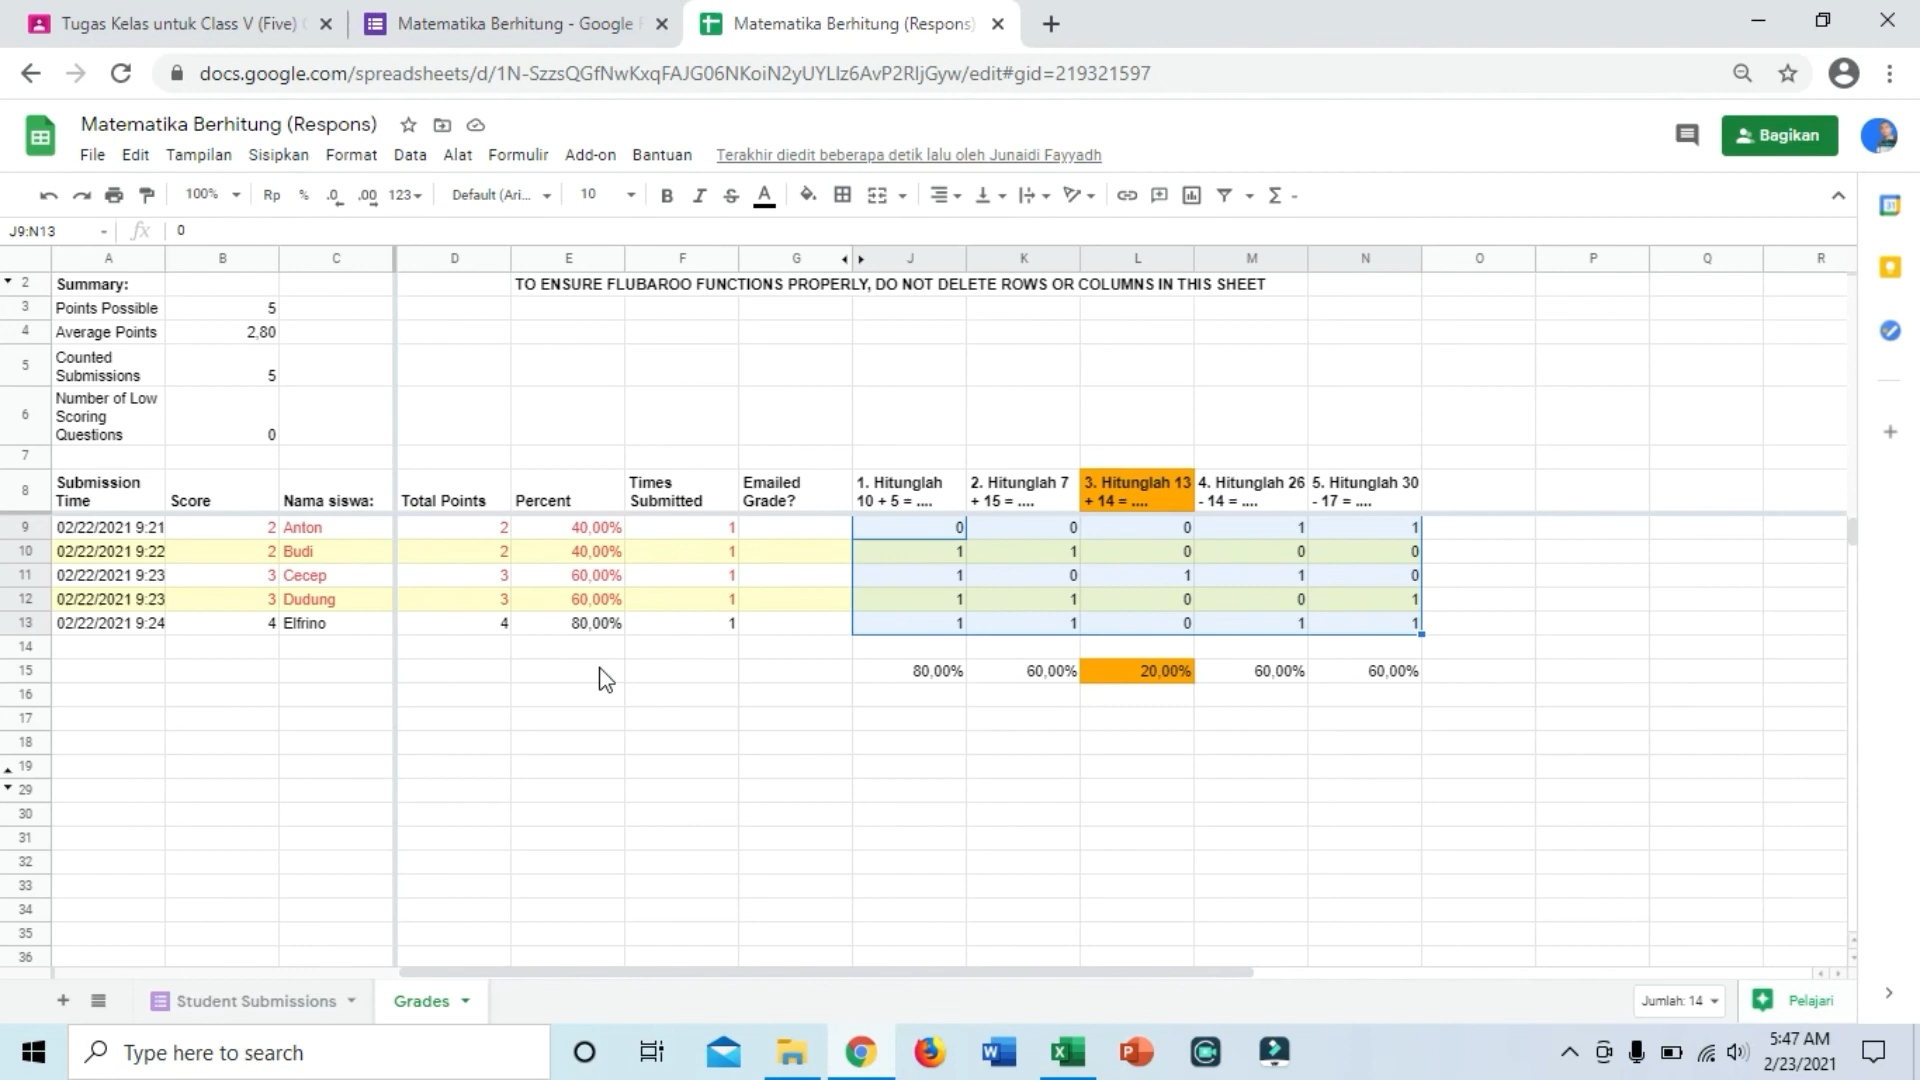 Tugas Kelas untuk Class V (Five)
Matematika Berhitung - Google
Matematika Berhitung (Respons)
docs.google.com/spreadsheets/d/1N-SzzsQGfNwKxqFAJG06NKoiN2yUYLIz6AvP2RIjGyw/edit#gid=219321597
Matematika Berhitung (Respons)
Bagikan
File Edit Tampilan Sisipkan Format Data Alat Formulir Add-on Bantuan Terakhir diedit beberapa detik lalu oleh Junaidi Fayyadh
100% Rp % .0 .00 123 Default (Ari... 10 B I S A Σ
J9:N13 fx 0
A B C D E F G J K L M N O P Q R
2 Summary: TO ENSURE FLUBAROO FUNCTIONS PROPERLY, DO NOT DELETE ROWS OR COLUMNS IN THIS SHEET
3 Points Possible 5
4 Average Points 2,80
5 Counted Submissions 5
6 Number of Low Scoring Questions 0
7
8 Submission Time Score Nama siswa: Total Points Percent Times Submitted Emailed Grade? 1. Hitunglah 10 + 5 = .... 2. Hitunglah 7 + 15 = .... 3. Hitunglah 13 + 14 = .... 4. Hitunglah 26 - 14 = .... 5. Hitunglah 30 - 17 = ....
9 02/22/2021 9:21 2 Anton 2 40,00% 1 0 0 0 1 1
10 02/22/2021 9:22 2 Budi 2 40,00% 1 1 1 0 0 0
11 02/22/2021 9:23 3 Cecep 3 60,00% 1 1 0 1 1 0
12 02/22/2021 9:23 3 Dudung 3 60,00% 1 1 1 0 0 1
13 02/22/2021 9:24 4 Elfrino 4 80,00% 1 1 1 0 1 1
14
15 80,00% 60,00% 20,00% 60,00% 60,00%
16
17
18
19
29
30
31
32
33
34
35
36
Student Submissions Grades Jumlah: 14 Pelajari
Type here to search
5:47 AM
2/23/2021